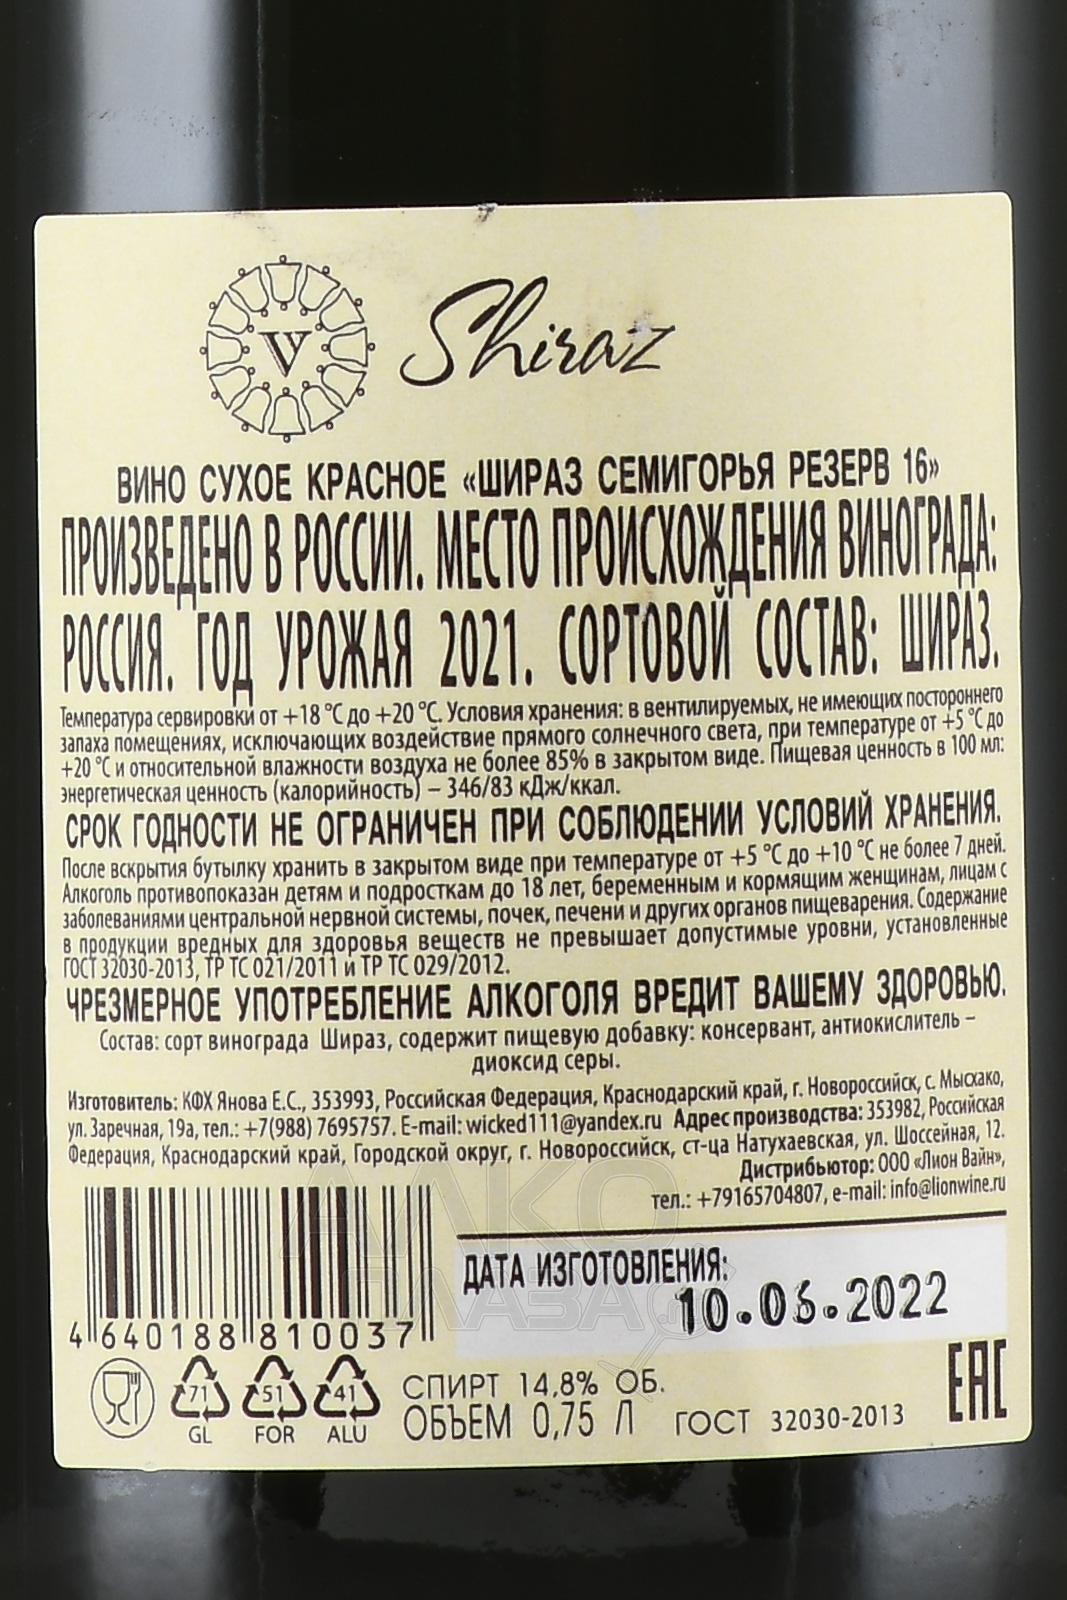 V Shiraz
ВИНО СУХОЕ КРАСНОЕ «ШИРАЗ СЕМИГОРЬЯ РЕЗЕРВ 16»
ПРОИЗВЕДЕНО В РОССИИ. МЕСТО ПРОИСХОЖДЕНИЯ ВИНОГРАДА:
РОССИЯ. ГОД УРОЖАЯ 2021. СОРТОВОЙ СОСТАВ: ШИРАЗ.
Температура сервировки от +18 °С до +20 °С. Условия хранения: в вентилируемых, не имеющих постороннего
запаха помещениях, исключающих воздействие прямого солнечного света, при температуре от +5 °С до
+20 °С и относительной влажности воздуха не более 85% в закрытом виде. Пищевая ценность в 100 мл:
энергетическая ценность (калорийность) – 346/83 кДж/ккал.
СРОК ГОДНОСТИ НЕ ОГРАНИЧЕН ПРИ СОБЛЮДЕНИИ УСЛОВИЙ ХРАНЕНИЯ.
После вскрытия бутылку хранить в закрытом виде при температуре от +5 °С до +10 °С не более 7 дней.
Алкоголь противопоказан детям и подросткам до 18 лет, беременным и кормящим женщинам, лицам с
заболеваниями центральной нервной системы, почек, печени и других органов пищеварения. Содержание
в продукции вредных для здоровья веществ не превышает допустимые уровни, установленные
ГОСТ 32030-2013, ТР ТС 021/2011 и ТР ТС 029/2012.
ЧРЕЗМЕРНОЕ УПОТРЕБЛЕНИЕ АЛКОГОЛЯ ВРЕДИТ ВАШЕМУ ЗДОРОВЬЮ.
Состав: сорт винограда Шираз, содержит пищевую добавку: консервант, антиокислитель –
диоксид серы.
Изготовитель: КФХ Янова Е.С., 353993, Российская Федерация, Краснодарский край, г. Новороссийск, с. Мысхако,
ул. Заречная, 19а, тел.: +7(988) 7695757. E-mail: wicked111@yandex.ru Адрес производства: 353982, Российская
Федерация, Краснодарский край, Городской округ, г. Новороссийск, ст-ца Натухаевская, ул. Шоссейная, 12.
Дистрибьютор: ООО «Лион Вайн»,
тел.: +79165704807, e-mail: info@lionwine.ru
АЛКО
ПЛАЗА
ДАТА ИЗГОТОВЛЕНИЯ:
10.06.2022
4 640188 810037
71 51 41
GL FOR ALU
СПИРТ 14,8% ОБ.
ОБЪЕМ 0,75 Л ГОСТ 32030-2013
ЕАС